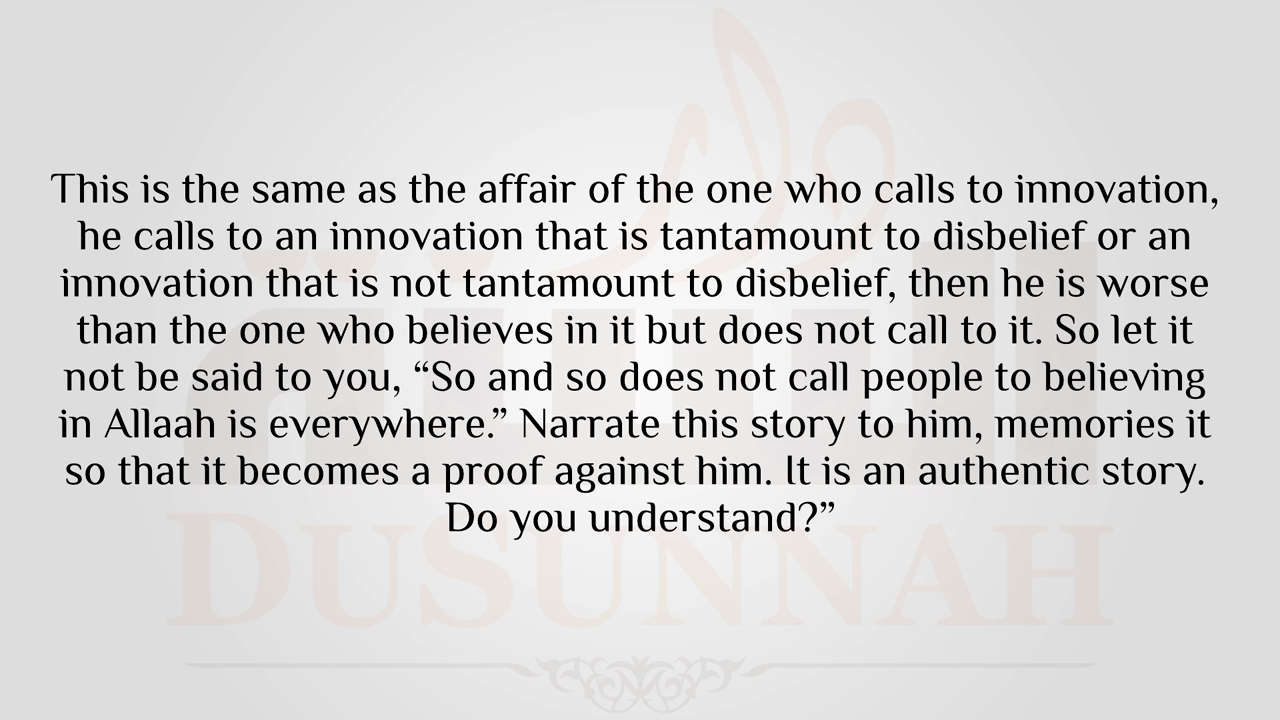 This is the same as the affair of the one who calls to innovation,
he calls to an innovation that is tantamount to disbelief or an
innovation that is not tantamount to disbelief, then he is worse
than the one who believes in it but does not call to it. So let it
not be said to you, “So and so does not call people to believing
in Allaah is everywhere.” Narrate this story to him, memories it
so that it becomes a proof against him. It is an authentic story.
Do you understand?”
DUSUNNAH